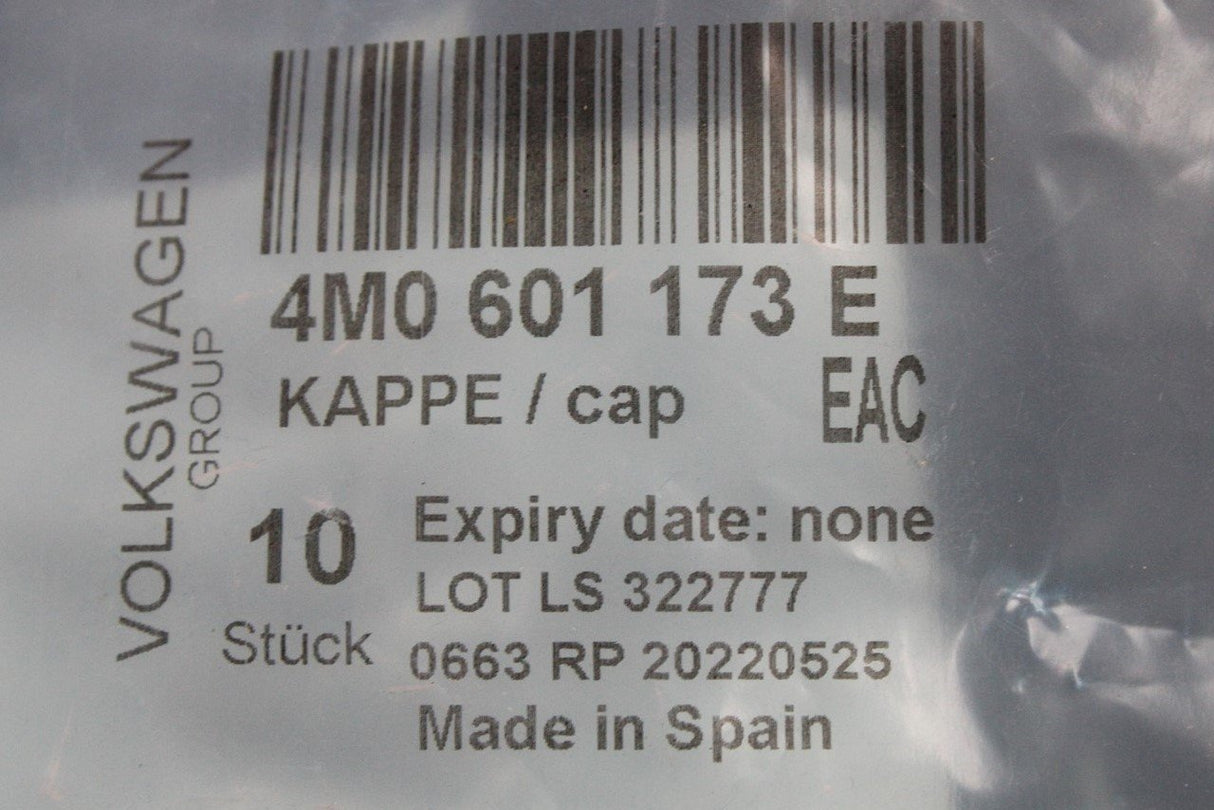 VOLKSWAGEN
GROUP
4M0 601 173 E
KAPPE / cap
EAC
10
Stück
Expiry date: none
LOT LS 322777
0663 RP 20220525
Made in Spain